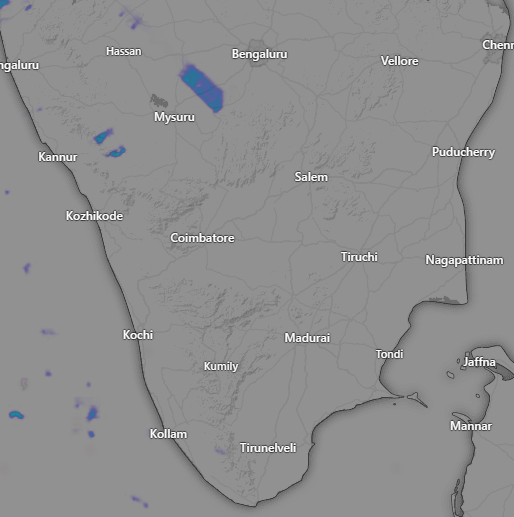 Hassan
Bengaluru
Chenn
ngaluru
Vellore
Mysuru
Kannur
Puducherry
Salem
Kozhikode
Coimbatore
Tiruchi
Nagapattinam
Kochi
Madurai
Tondi
Kumily
Jaffna
Kollam
Mannar
Tirunelveli